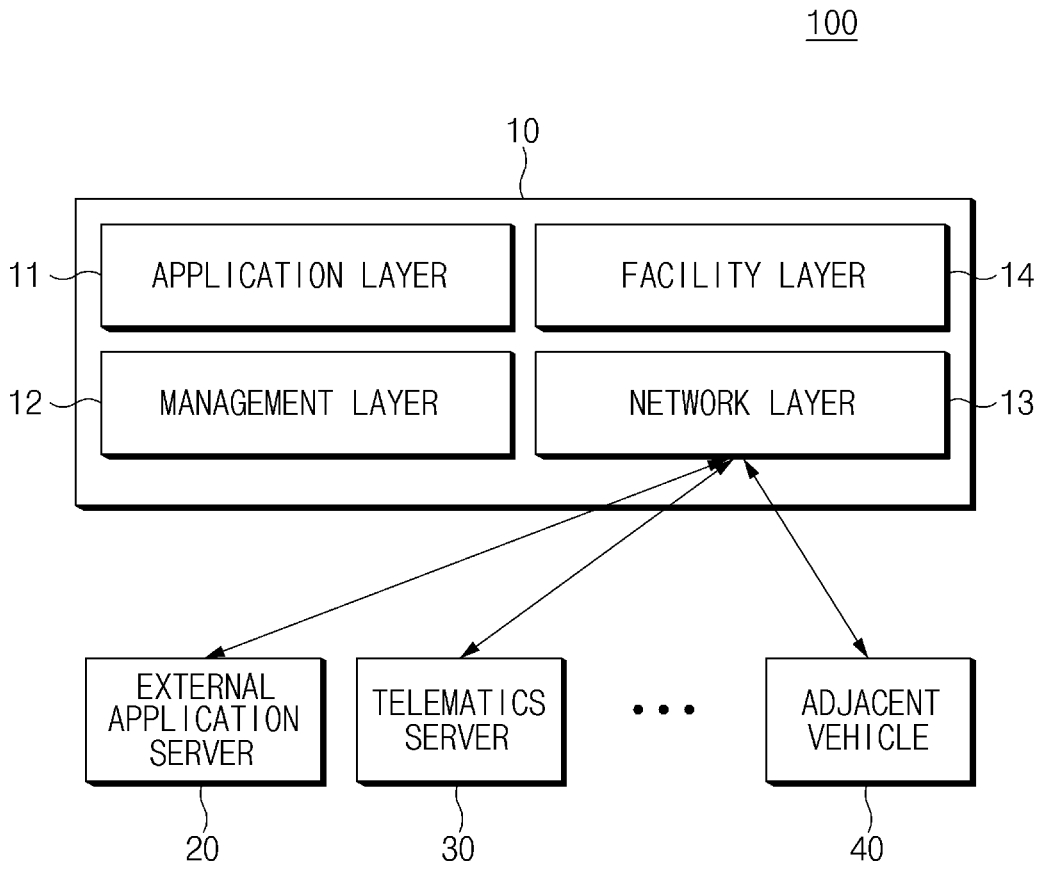 100
10
11 APPLICATION LAYER FACILITY LAYER 14
12 MANAGEMENT LAYER NETWORK LAYER 13
EXTERNAL
APPLICATION
SERVER
TELEMATICS
SERVER
ADJACENT
VEHICLE
20 30 40